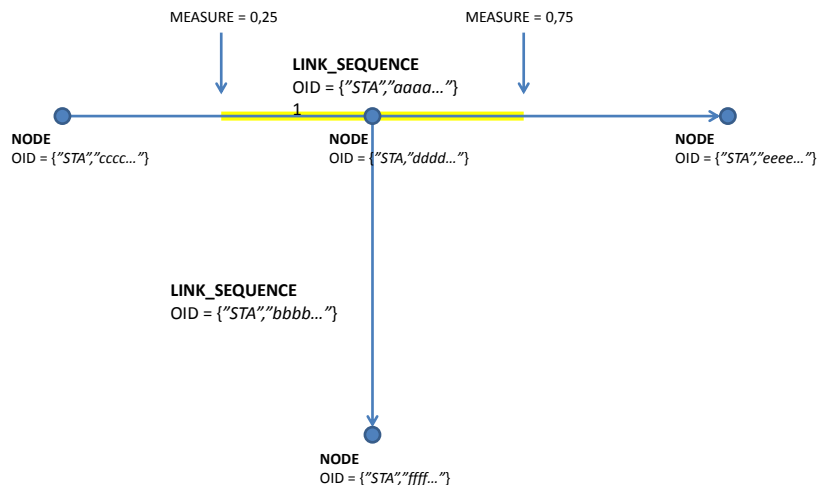 MEASURE = 0,25
MEASURE = 0,75
LINK_SEQUENCE
OID = {”STA”,”aaaa…”}
1
NODE
OID = {”STA”,”cccc…”}
NODE
OID = {”STA,”dddd…”}
NODE
OID = {”STA”,”eeee…”}
LINK_SEQUENCE
OID = {”STA”,”bbbb…”}
NODE
OID = {”STA”,”ffff…”}